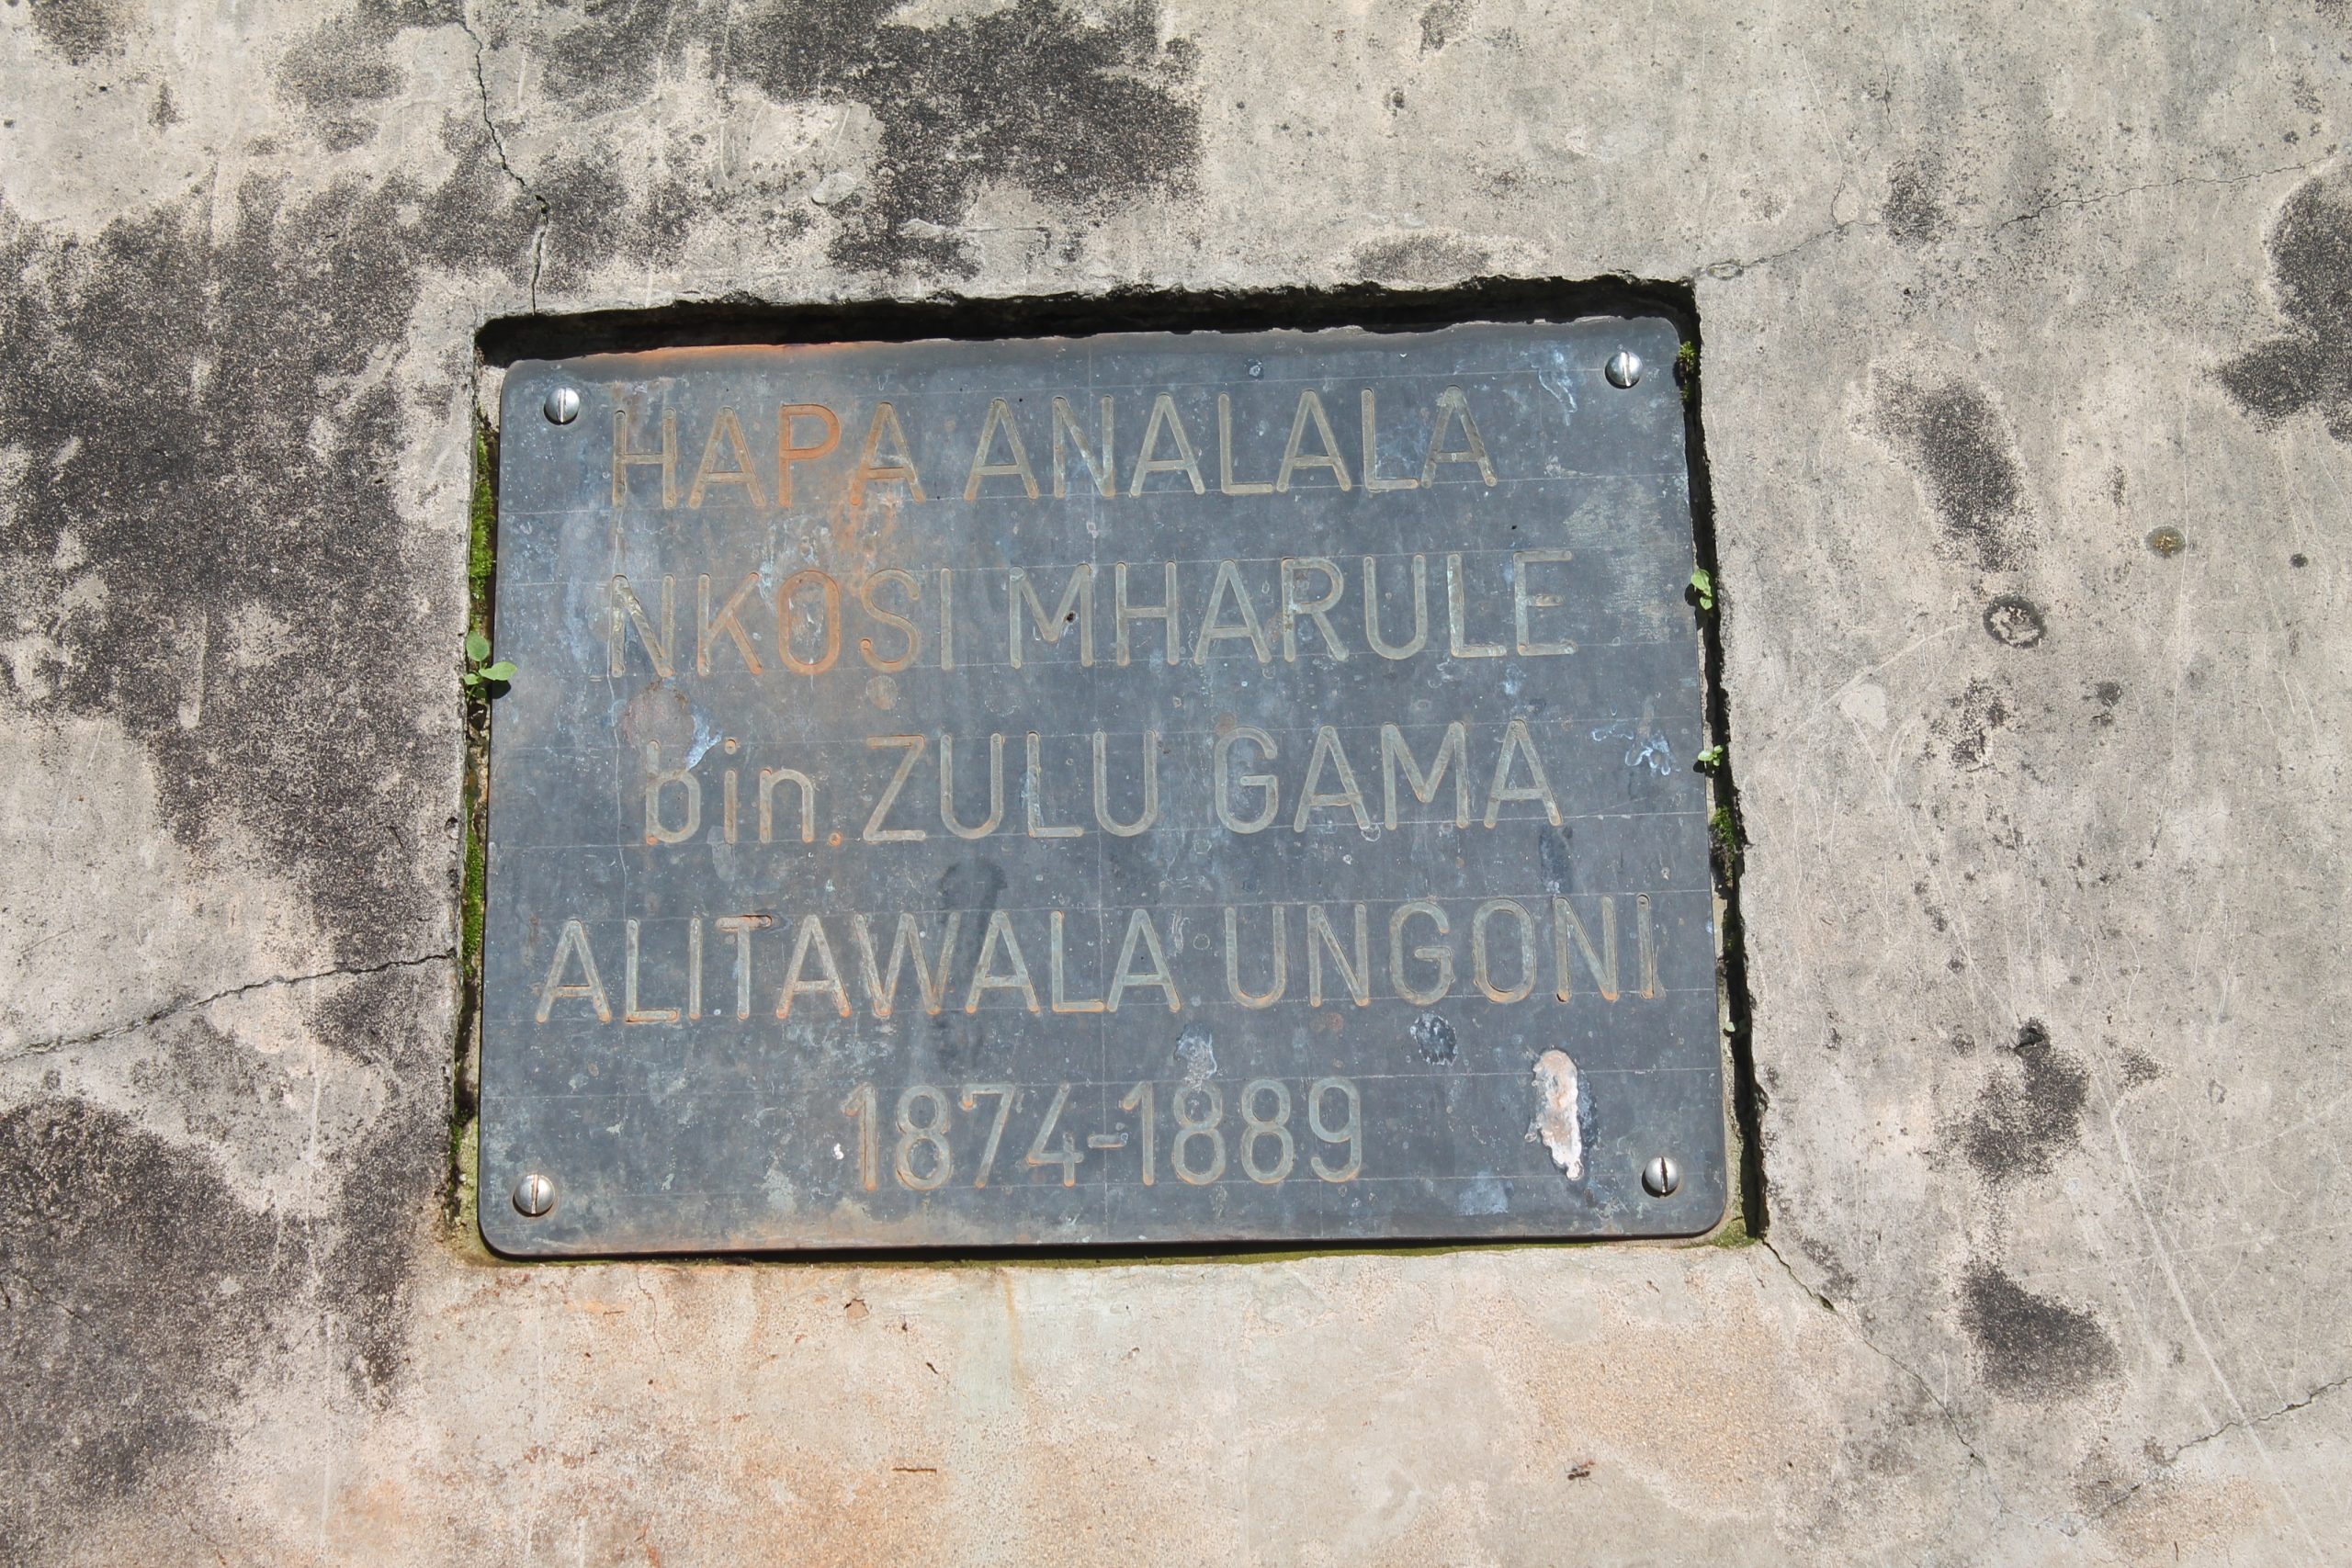 HAPA ANALALA
NKOSI MHARULE
bin. ZULU GAMA
ALITAWALA UNGONI
1874-1889